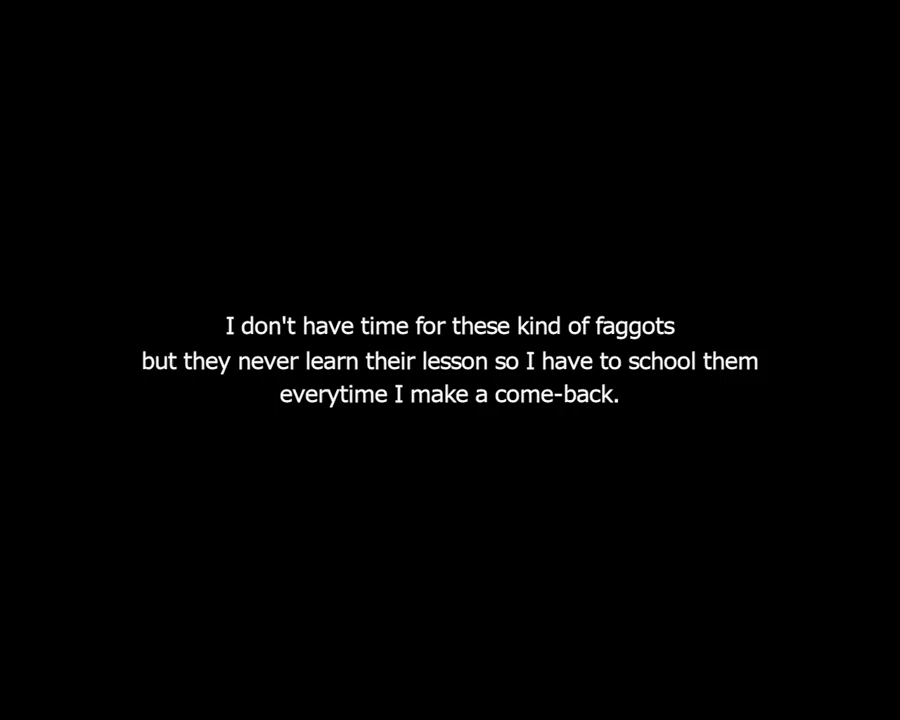 I don't have time for these kind of faggots
but they never learn their lesson so I have to school them
everytime I make a come-back.